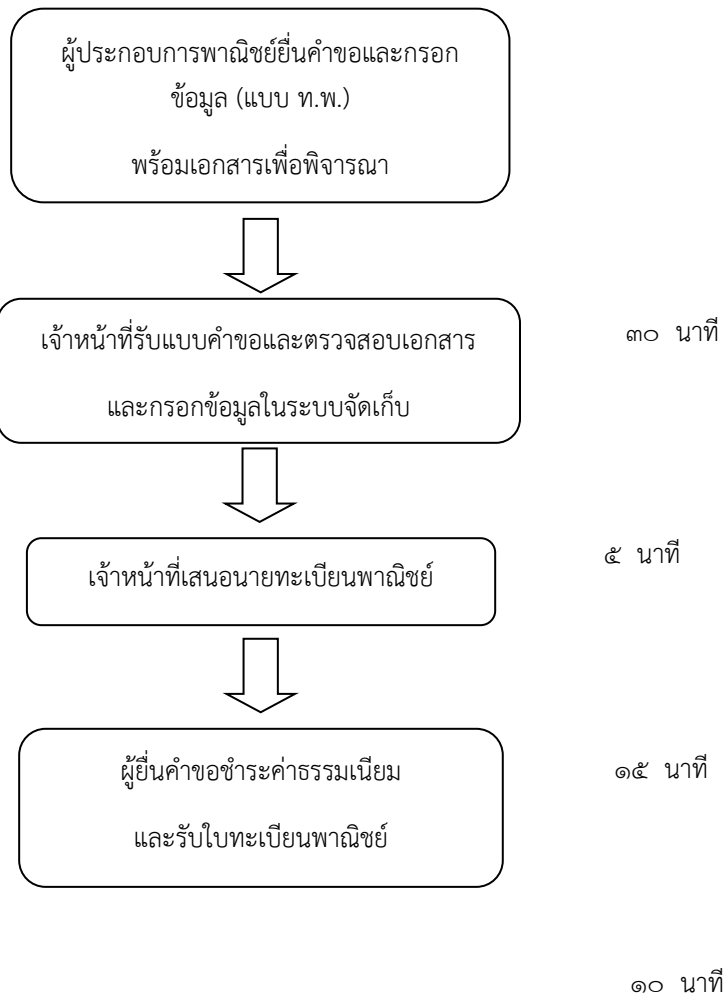 ผู้ประกอบการพาณิชย์ยื่นคำขอและกรอก
ข้อมูล (แบบ ท.พ.)
พร้อมเอกสารเพื่อพิจารณา
เจ้าหน้าที่รับแบบคำขอและตรวจสอบเอกสาร
และกรอกข้อมูลในระบบจัดเก็บ
๓๐ นาที
เจ้าหน้าที่เสนอนายทะเบียนพาณิชย์
๕ นาที
ผู้ยื่นคำขอชำระค่าธรรมเนียม
และรับใบทะเบียนพาณิชย์
๑๕ นาที
๑๐ นาที